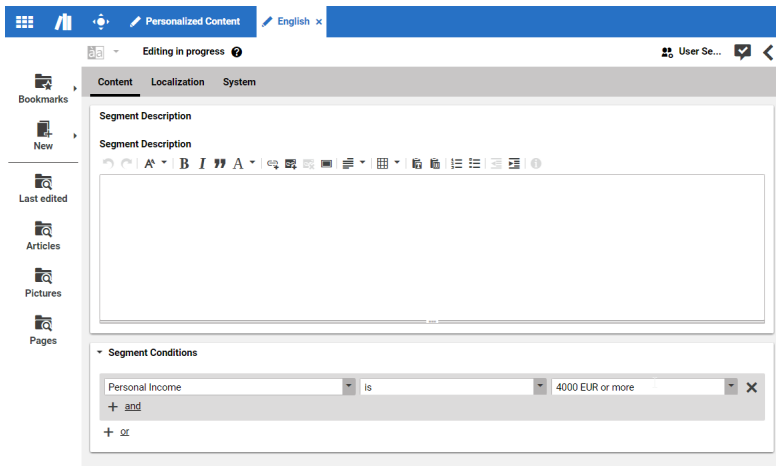 Personalized Content
English
Editing in progress
User Se...
Content Localization System
Bookmarks
New
Last edited
Articles
Pictures
Pages
Segment Description
Segment Description
Segment Conditions
Personal Income is 4000 EUR or more
and
or